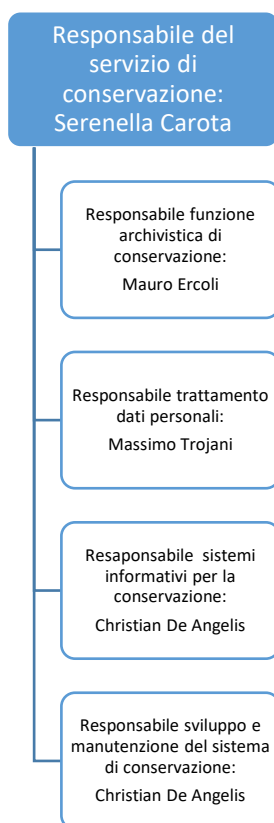 Responsabile del
servizio di
conservazione:
Serenella Carota
Responsabile funzione
archivistica di
conservazione:
Mauro Ercoli
Responsabile trattamento
dati personali:
Massimo Trojani
Resaponsabile sistemi
informativi per la
conservazione:
Christian De Angelis
Responsabile sviluppo e
manutenzione del sistema
di conservazione:
Christian De Angelis